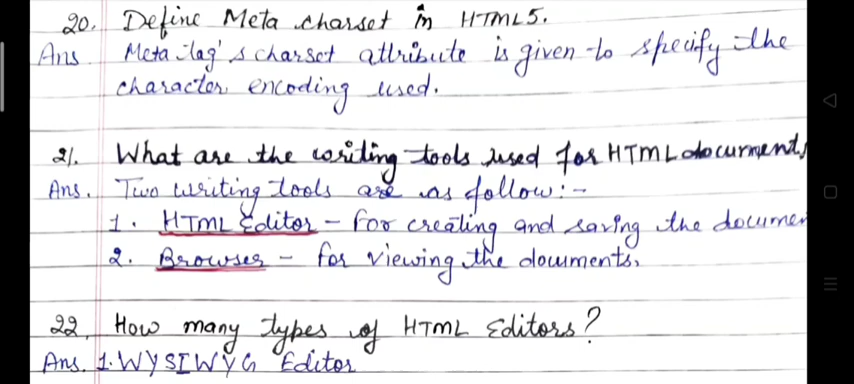 20. Define Meta charset in HTML5.
Ans Meta tag's charset attribute is given to specify the
character encoding used.
21. What are the writing tools used for HTML documents
Ans. Two writing tools are as follow:-
1. HTML Editor - For creating and saving the documen
2. Browser - for viewing the documents.
22. How many types of HTML Editors?
Ans. 1. WYSIWYG Editor